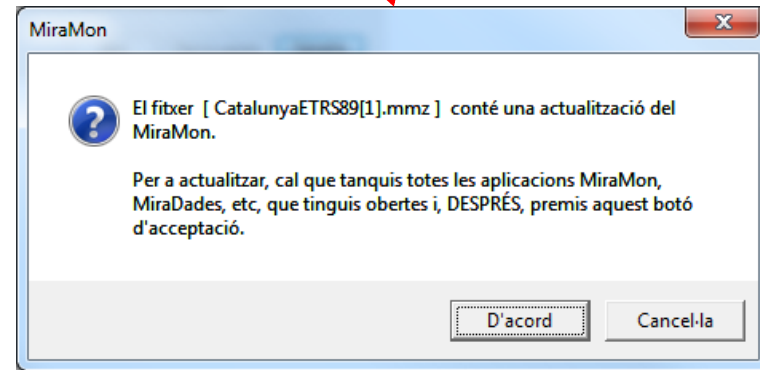 MiraMon
El fitxer [ CatalunyaETRS89[1].mmz ] conté una actualització del
MiraMon.
Per a actualitzar, cal que tanquis totes les aplicacions MiraMon,
MiraDades, etc, que tinguis obertes i, DESPRÉS, premis aquest botó
d'acceptació.
D'acord
Cancel·la